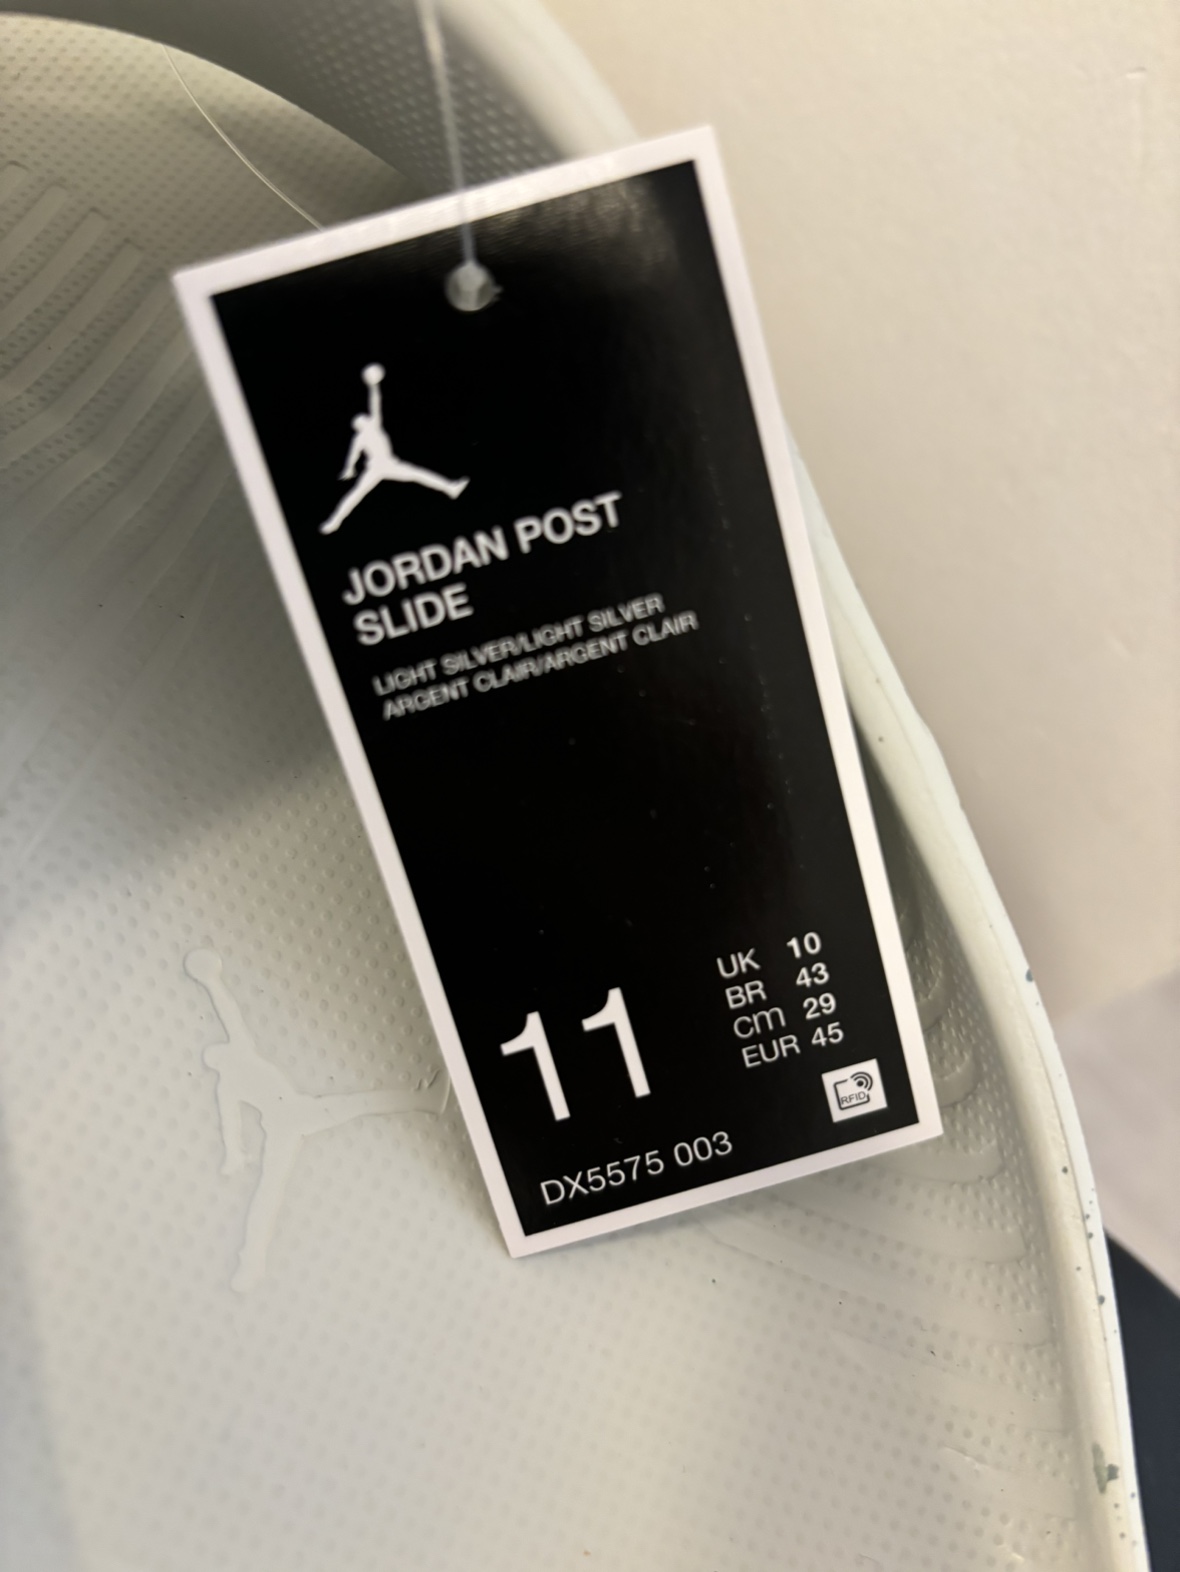 JORDAN POST
SLIDE
LIGHT SILVER/LIGHT SILVER
ARGENT CLAIR/ARGENT CLAIR
11
UK 10
BR 43
cm 29
EUR 45
RFID
DX5575 003